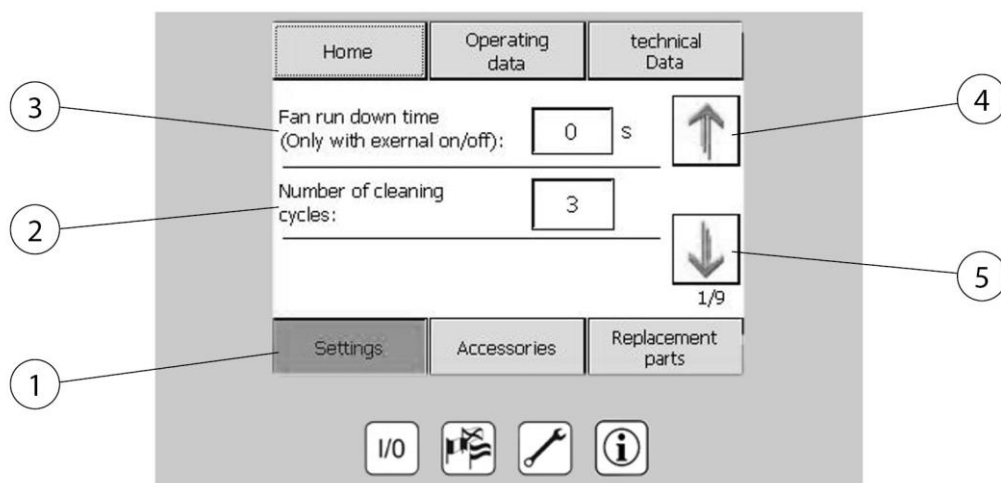 Home
Operating
data
technical
Data
3
Fan run down time
(Only with exernal on/off):
0
s
4
2
Number of cleaning
cycles:
3
5
1/9
1
Settings
Accessories
Replacement
parts
I/0
i